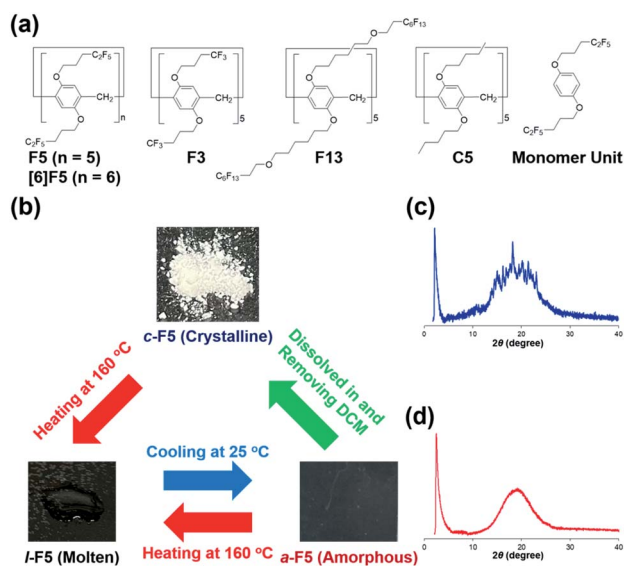 (a)
C₆F₁₃
O
C₂F₅
CF₃
O
C₂F₅
O
CH₂
n
O
C₂F₅
O
CH₂
5
O
CF₃
O
CH₂
5
O
O
C₆F₁₃
O
CH₂
5
O
O
O
C₂F₅
F5 (n = 5)
[6]F5 (n = 6)
F3
F13
C5
Monomer Unit
(b)
c-F5 (Crystalline)
Heating at 160 °C
Dissolved in and
Removing DCM
Cooling at 25 °C
Heating at 160 °C
l-F5 (Molten)
a-F5 (Amorphous)
(c)
0 10 20 30 40
2θ (degree)
(d)
0 10 20 30 40
2θ (degree)